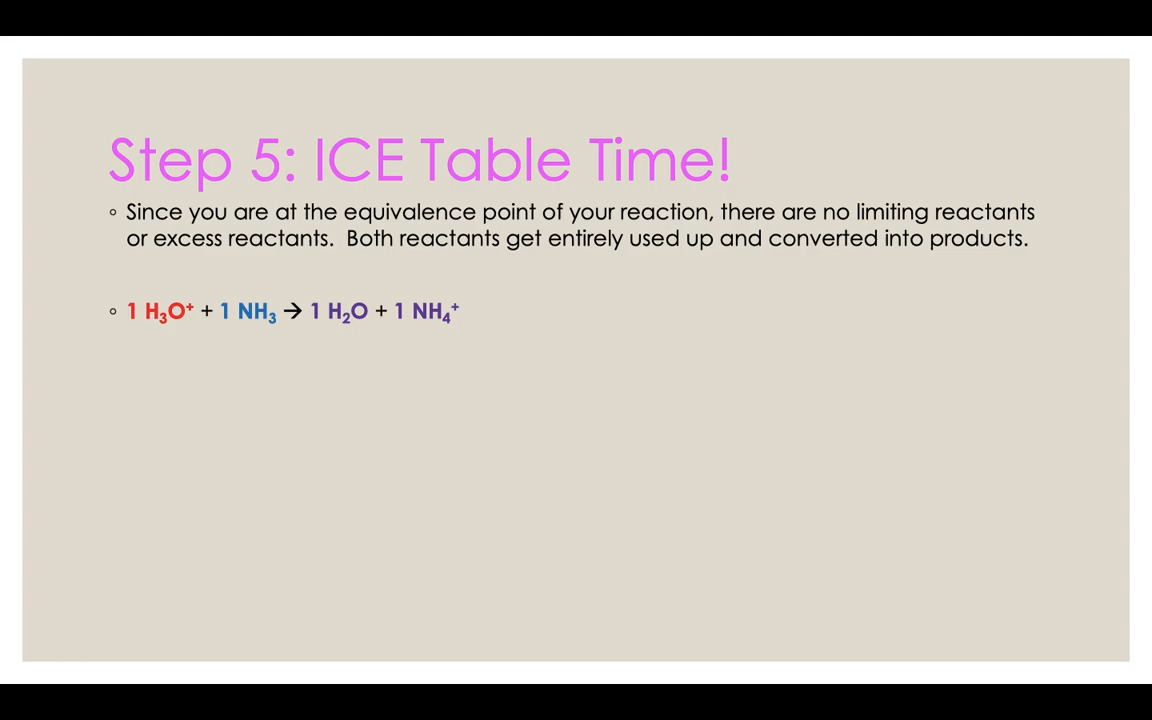 Step 5: ICE Table Time!
◦ Since you are at the equivalence point of your reaction, there are no limiting reactants
or excess reactants.  Both reactants get entirely used up and converted into products.
◦ 1 H₃O⁺ + 1 NH₃ → 1 H₂O + 1 NH₄⁺